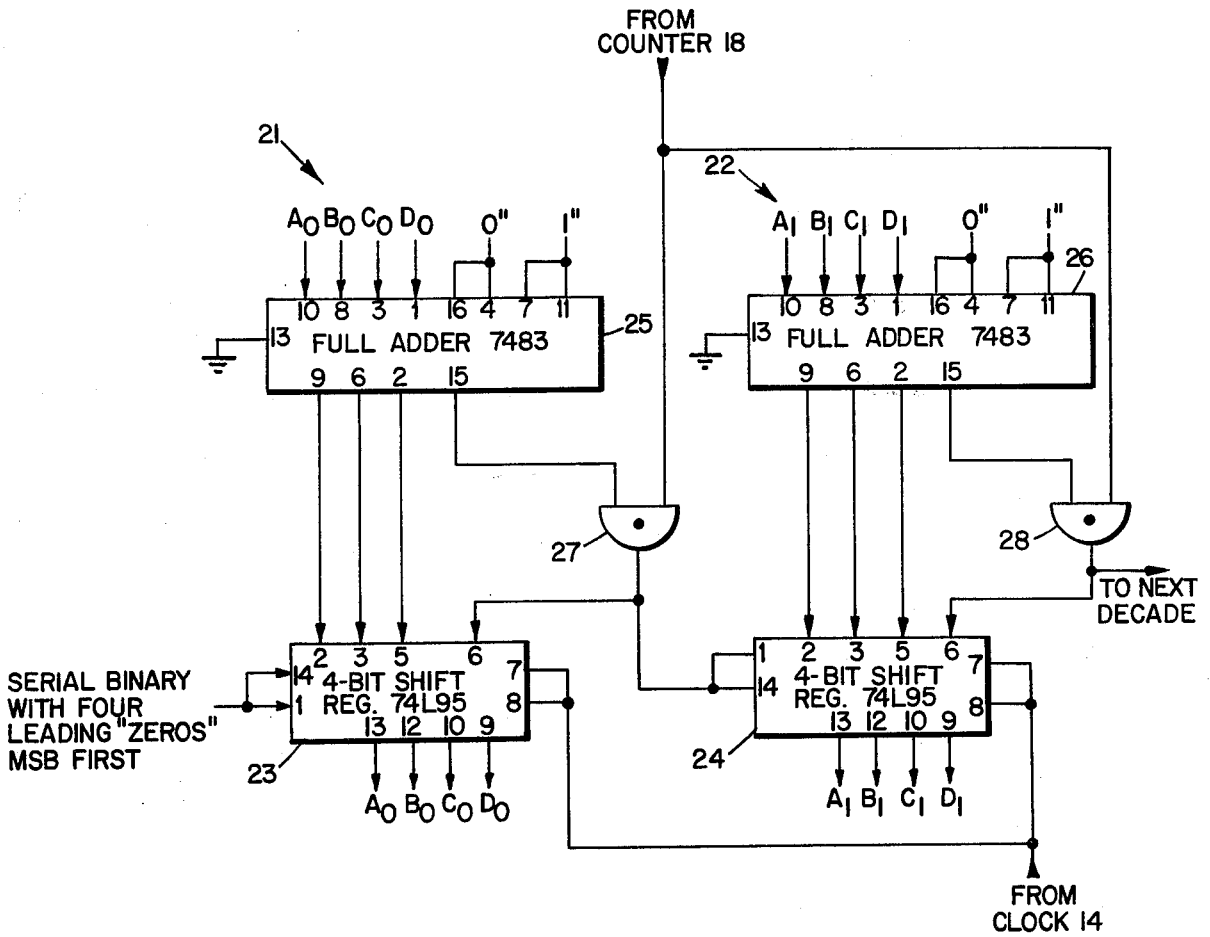 FROM
COUNTER 18
21
22
A0 B0 C0 D0 0" 1"
A1 B1 C1 D1 0" 1"
26
10 8 3 1 16 4 7 11
13 FULL ADDER 7483
25
9 6 2 15
10 8 3 1 16 4 7 11
13 FULL ADDER 7483
9 6 2 15
27
28
TO NEXT
DECADE
SERIAL BINARY
WITH FOUR
LEADING "ZEROS"
MSB FIRST
2 3 5 6
14 4-BIT SHIFT 7
1 REG. 74L95 8
13 12 10 9
23
A0 B0 C0 D0
1 2 3 5 6
4-BIT SHIFT 7
14 REG. 74L95 8
13 12 10 9
24
A1 B1 C1 D1
FROM
CLOCK 14